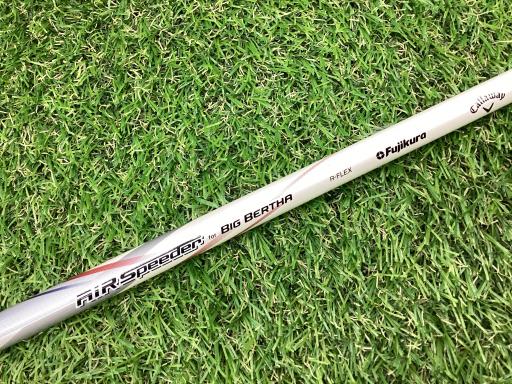 AiR Speeder for BIG BERTHA
R-FLEX
Fujikura
Callaway